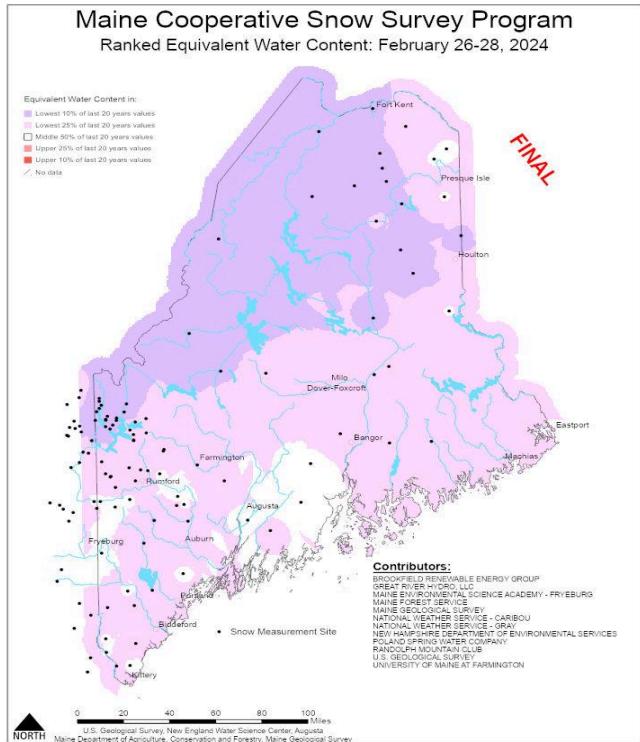 Maine Cooperative Snow Survey Program
Ranked Equivalent Water Content: February 26-28, 2024
Equivalent Water Content in:
Lowest 10% of last 20 years values
Lowest 25% of last 20 years values
Middle 50% of last 20 years values
Upper 25% of last 20 years values
Upper 10% of last 20 years values
No data
FINAL
Fort Kent
Presque Isle
Houlton
Milo
Dover-Foxcroft
Bangor
Eastport
Machias
Farmington
Rumford
Augusta
Auburn
Fryeburg
Portland
Biddeford
Kittery
Snow Measurement Site
Contributors:
BROOKFIELD RENEWABLE ENERGY GROUP
GREAT RIVER HYDRO, LLC
MAINE ENVIRONMENTAL SCIENCE ACADEMY - FRYEBURG
MAINE FOREST SERVICE
MAINE GEOLOGICAL SURVEY
NATIONAL WEATHER SERVICE - CARIBOU
NATIONAL WEATHER SERVICE - GRAY
NEW HAMPSHIRE DEPARTMENT OF ENVIRONMENTAL SERVICES
POLAND SPRING WATER COMPANY
RANDOLPH MOUNTAIN CLUB
U.S. GEOLOGICAL SURVEY
UNIVERSITY OF MAINE AT FARMINGTON
0 20 40 60 80 100
Miles
NORTH
U.S. Geological Survey, New England Water Science Center, Augusta
Maine Department of Agriculture, Conservation and Forestry, Maine Geological Survey